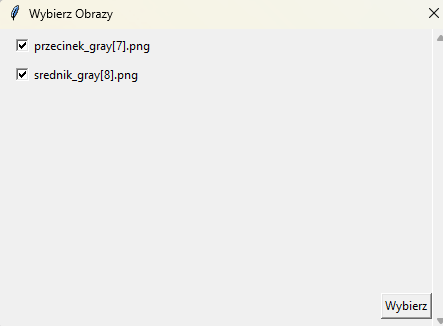 Wybierz Obrazy
przecinek_gray[7].png
srednik_gray[8].png
Wybierz